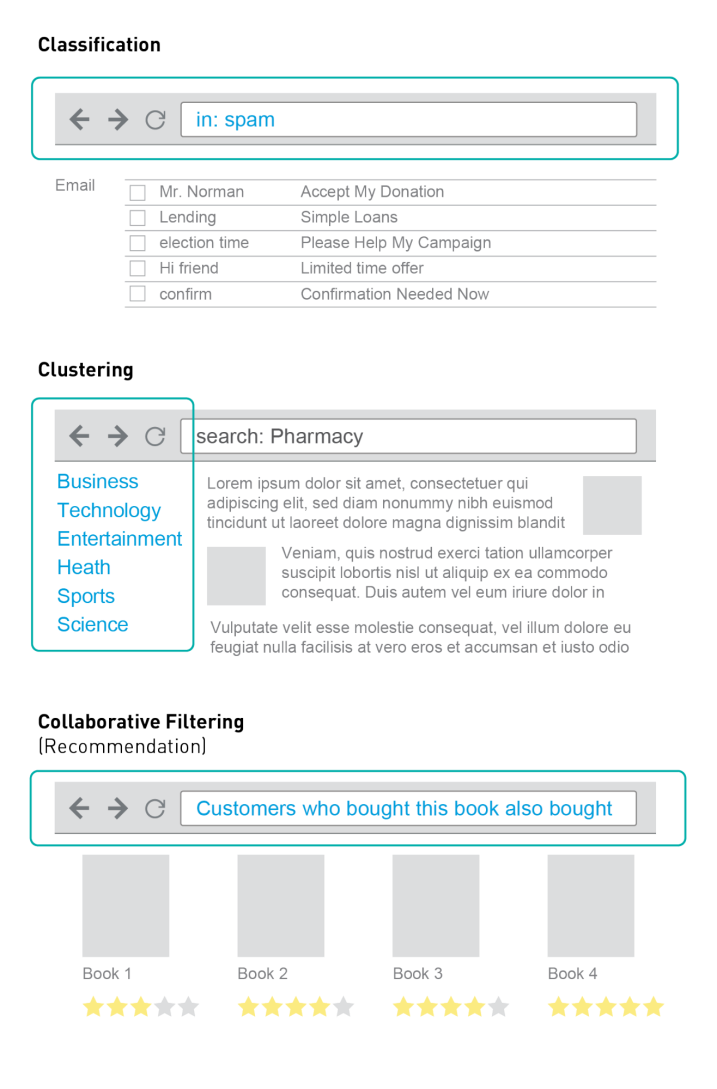 Classification
in: spam
Email
Mr. Norman Accept My Donation
Lending Simple Loans
election time Please Help My Campaign
Hi friend Limited time offer
confirm Confirmation Needed Now
Clustering
search: Pharmacy
Business
Technology
Entertainment
Heath
Sports
Science
Lorem ipsum dolor sit amet, consectetuer qui
adipiscing elit, sed diam nonummy nibh euismod
tincidunt ut laoreet dolore magna dignissim blandit
Veniam, quis nostrud exerci tation ullamcorper
suscipit lobortis nisl ut aliquip ex ea commodo
consequat. Duis autem vel eum iriure dolor in
Vulputate velit esse molestie consequat, vel illum dolore eu
feugiat nulla facilisis at vero eros et accumsan et iusto odio
Collaborative Filtering
(Recommendation)
Customers who bought this book also bought
Book 1 Book 2 Book 3 Book 4